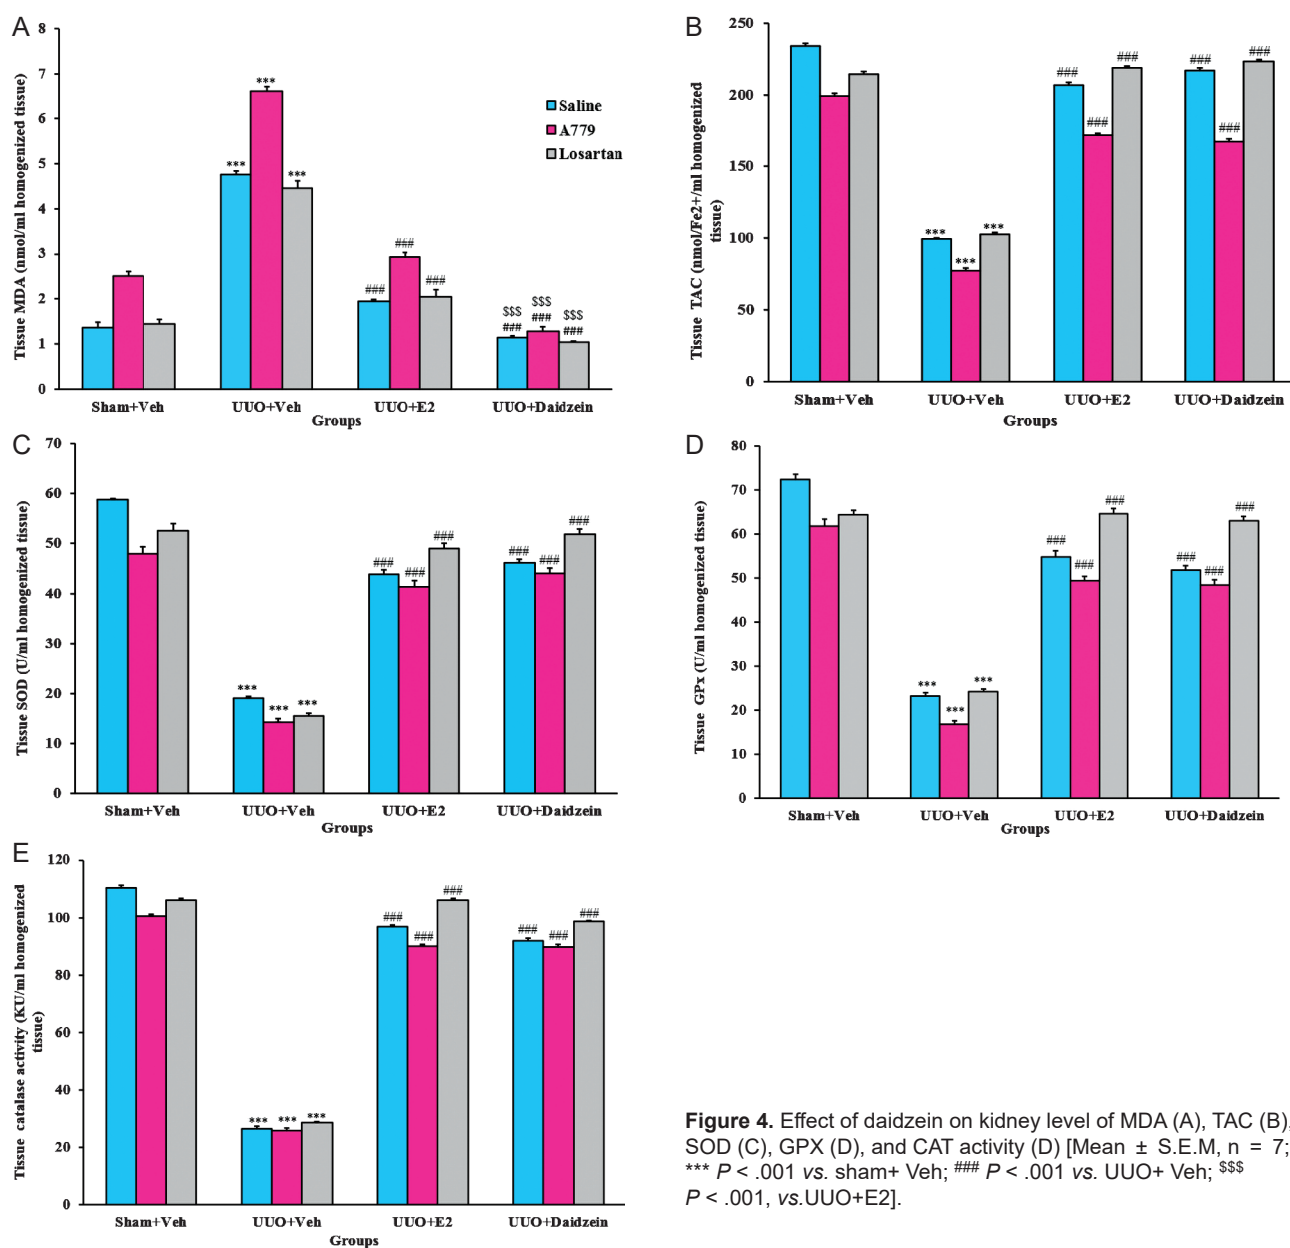 A
Tissue MDA (nmol/ml homogenized tissue)
8
7
6
5
4
3
2
1
0
***
***
***
###
###
###
$$$
###
$$$
###
$$$
###
Saline
A779
Losartan
Sham+Veh
UUO+Veh
UUO+E2
UUO+Daidzein
Groups
B
Tissue TAC (nmol/Fe2+/ml homogenized
tissue)
250
200
150
100
50
0
***
***
***
###
###
###
###
###
###
Sham+Veh
UUO+Veh
UUO+E2
UUO+Daidzein
Groups
C
Tissue SOD (U/ml homogenized tissue)
70
60
50
40
30
20
10
0
***
***
***
###
###
###
###
###
###
Sham+Veh
UUO+Veh
UUO+E2
UUO+Daidzein
Groups
D
Tissue GPx (U/ml homogenized tissue)
80
70
60
50
40
30
20
10
0
***
***
***
###
###
###
###
###
###
Sham+Veh
UUO+Veh
UUO+E2
UUO+Daidzein
Groups
E
Tissue catalase activity (KU/ml homogenized
tissue)
120
100
80
60
40
20
0
***
***
***
###
###
###
###
###
###
Sham+Veh
UUO+Veh
UUO+E2
UUO+Daidzein
Groups
Figure 4. Effect of daidzein on kidney level of MDA (A), TAC (B),
SOD (C), GPX (D), and CAT activity (D) [Mean ± S.E.M, n = 7;
*** P < .001 vs. sham+ Veh; ### P < .001 vs. UUO+ Veh; $$$
P < .001, vs.UUO+E2].